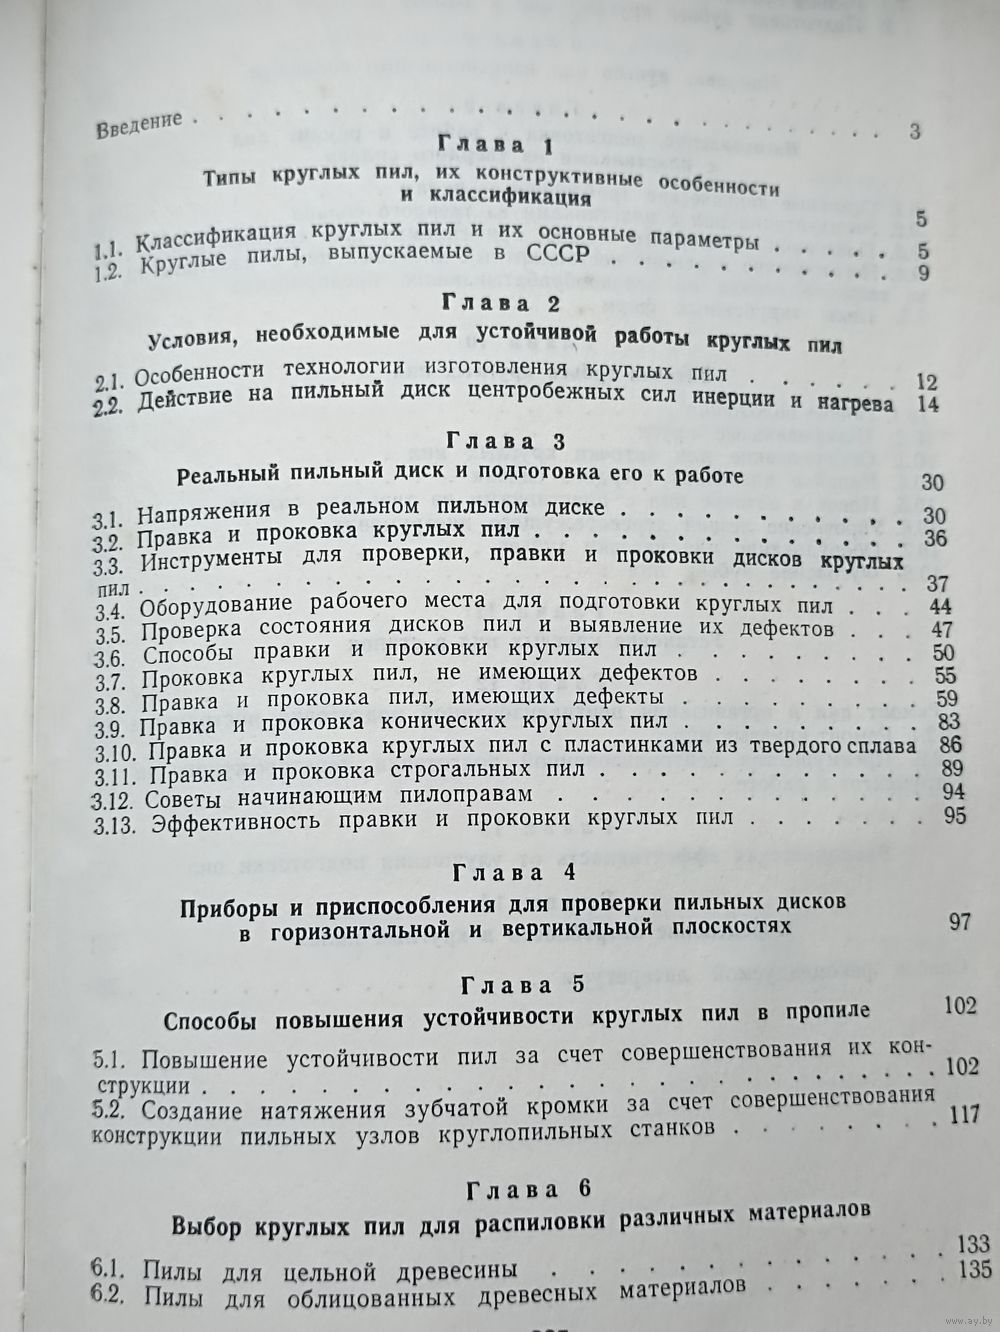 Введение . . . . . . . . . . . . . . . . . . . . . . . . 3
Глава 1
Типы круглых пил, их конструктивные особенности
и классификация
5
1.1. Классификация круглых пил и их основные параметры . . . . . 5
1.2. Круглые пилы, выпускаемые в СССР . . . . . . . . . . . 9
Глава 2
Условия, необходимые для устойчивой работы круглых пил
2.1. Особенности технологии изготовления круглых пил . . . . . . 12
2.2. Действие на пильный диск центробежных сил инерции и нагрева 14
Глава 3
Реальный пильный диск и подготовка его к работе 30
3.1. Напряжения в реальном пильном диске . . . . . . . . . . . 30
3.2. Правка и проковка круглых пил . . . . . . . . . . . . . . 36
3.3. Инструменты для проверки, правки и проковки дисков круглых
пил . . . . . . . . . . . . . . . . . . . . . . . . . . . . 37
3.4. Оборудование рабочего места для подготовки круглых пил . . . 44
3.5. Проверка состояния дисков пил и выявление их дефектов . . . 47
3.6. Способы правки и проковки круглых пил . . . . . . . . . 50
3.7. Проковка круглых пил, не имеющих дефектов . . . . . . . . 55
3.8. Правка и проковка пил, имеющих дефекты . . . . . . . . . 59
3.9. Правка и проковка конических круглых пил . . . . . . . . . 83
3.10. Правка и проковка круглых пил с пластинками из твердого сплава 86
3.11. Правка и проковка строгальных пил . . . . . . . . . . . 89
3.12. Советы начинающим пилоправам . . . . . . . . . . . . 94
3.13. Эффективность правки и проковки круглых пил . . . . . . . 95
Глава 4
Приборы и приспособления для проверки пильных дисков
в горизонтальной и вертикальной плоскостях 97
Глава 5
Способы повышения устойчивости круглых пил в пропиле 102
5.1. Повышение устойчивости пил за счет совершенствования их кон-
струкции . . . . . . . . . . . . . . . . . . . . . . . . . 102
5.2. Создание натяжения зубчатой кромки за счет совершенствования
конструкции пильных узлов круглопильных станков . . . . . . . . 117
Глава 6
Выбор круглых пил для распиловки различных материалов
133
6.1. Пилы для цельной древесины . . . . . . . . . . . . .
6.2. Пилы для облицованных древесных материалов . . . . . . . 135
www.ay.by